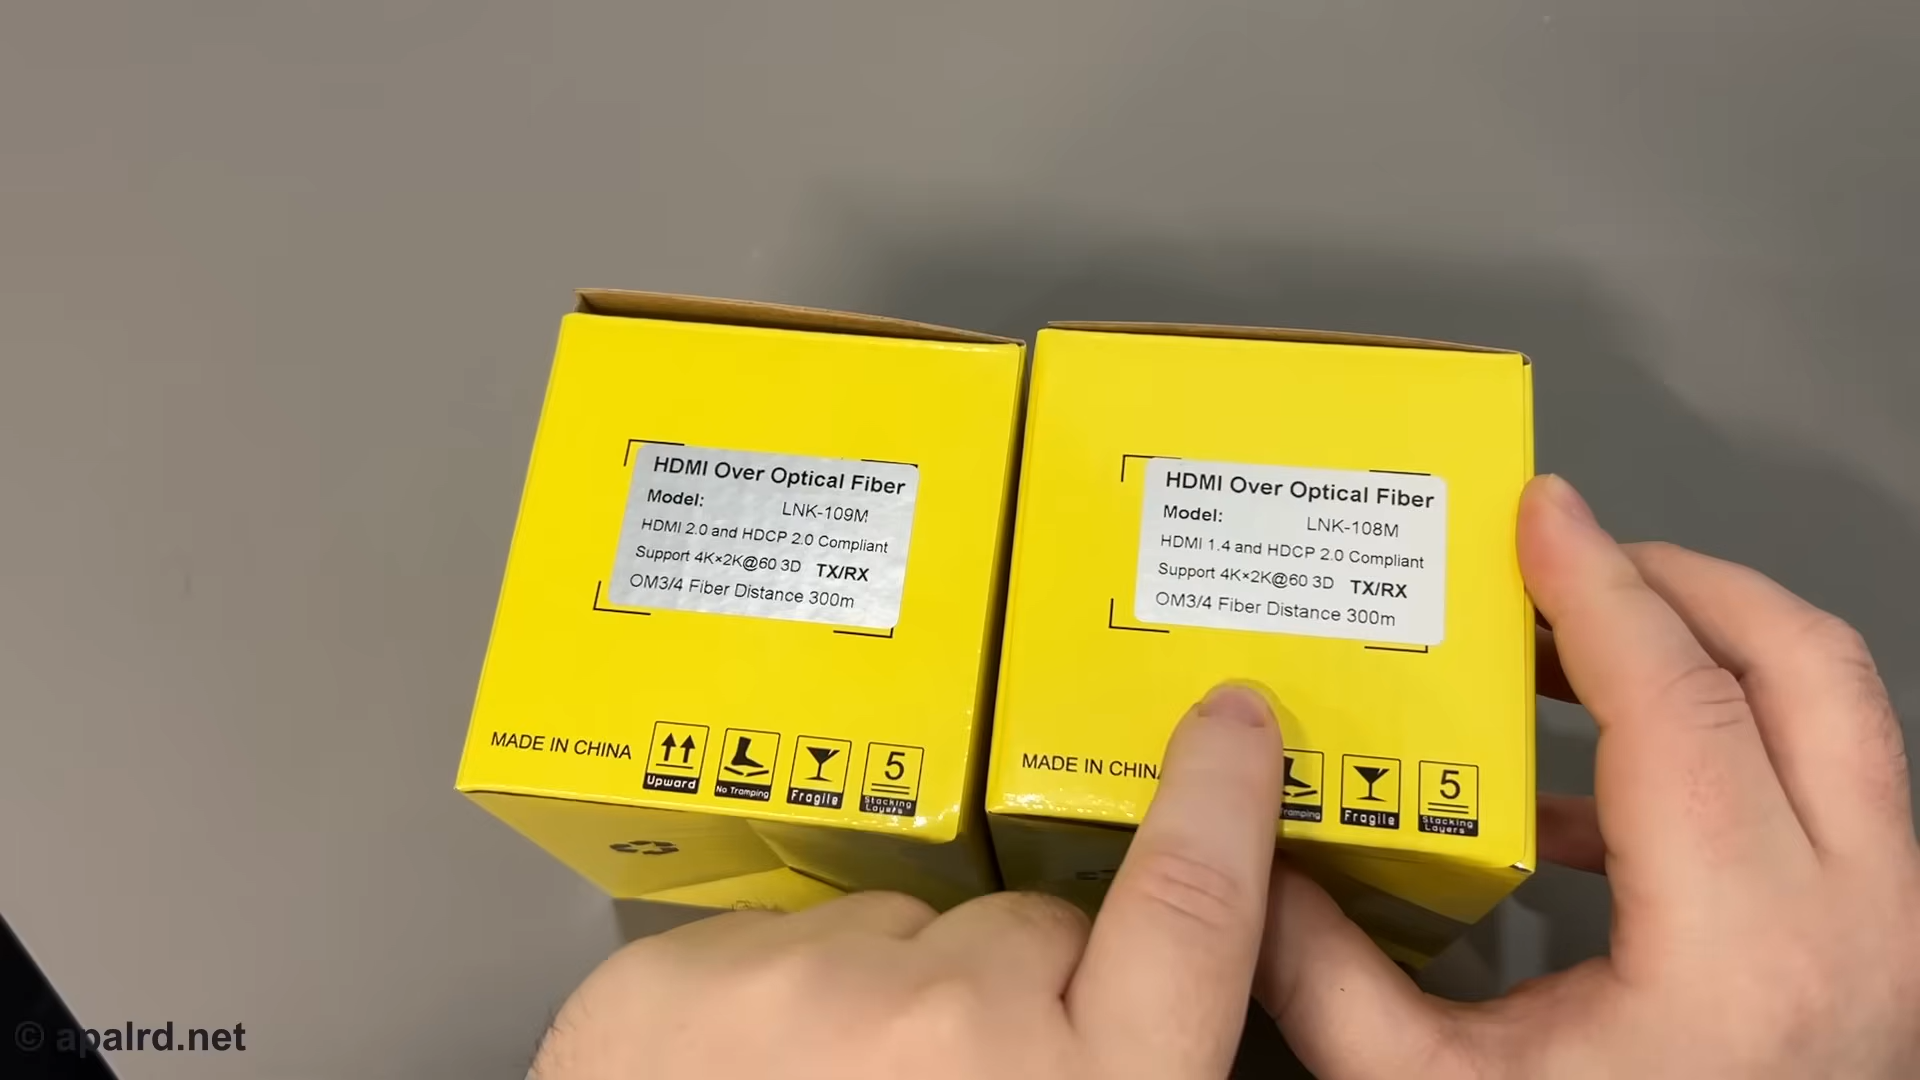 HDMI Over Optical Fiber
Model: LNK-109M
HDMI 2.0 and HDCP 2.0 Compliant
Support 4K×2K@60 3D TX/RX
OM3/4 Fiber Distance 300m
MADE IN CHINA
Upward
No Tramping
Fragile
5
Stacking
Layers
HDMI Over Optical Fiber
Model: LNK-108M
HDMI 1.4 and HDCP 2.0 Compliant
Support 4K×2K@60 3D TX/RX
OM3/4 Fiber Distance 300m
MADE IN CHINA
Tramping
Fragile
5
Stacking
Layers
© apalrd.net